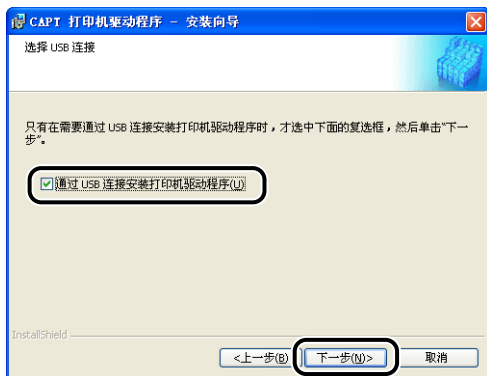 CAPT 打印机驱动程序 - 安装向导
选择 USB 连接
只有在需要通过 USB 连接安装打印机驱动程序时，才选中下面的复选框，然后单击"下一
步"。
通过 USB 连接安装打印机驱动程序(U)
InstallShield
<上一步(B) 下一步(N)> 取消